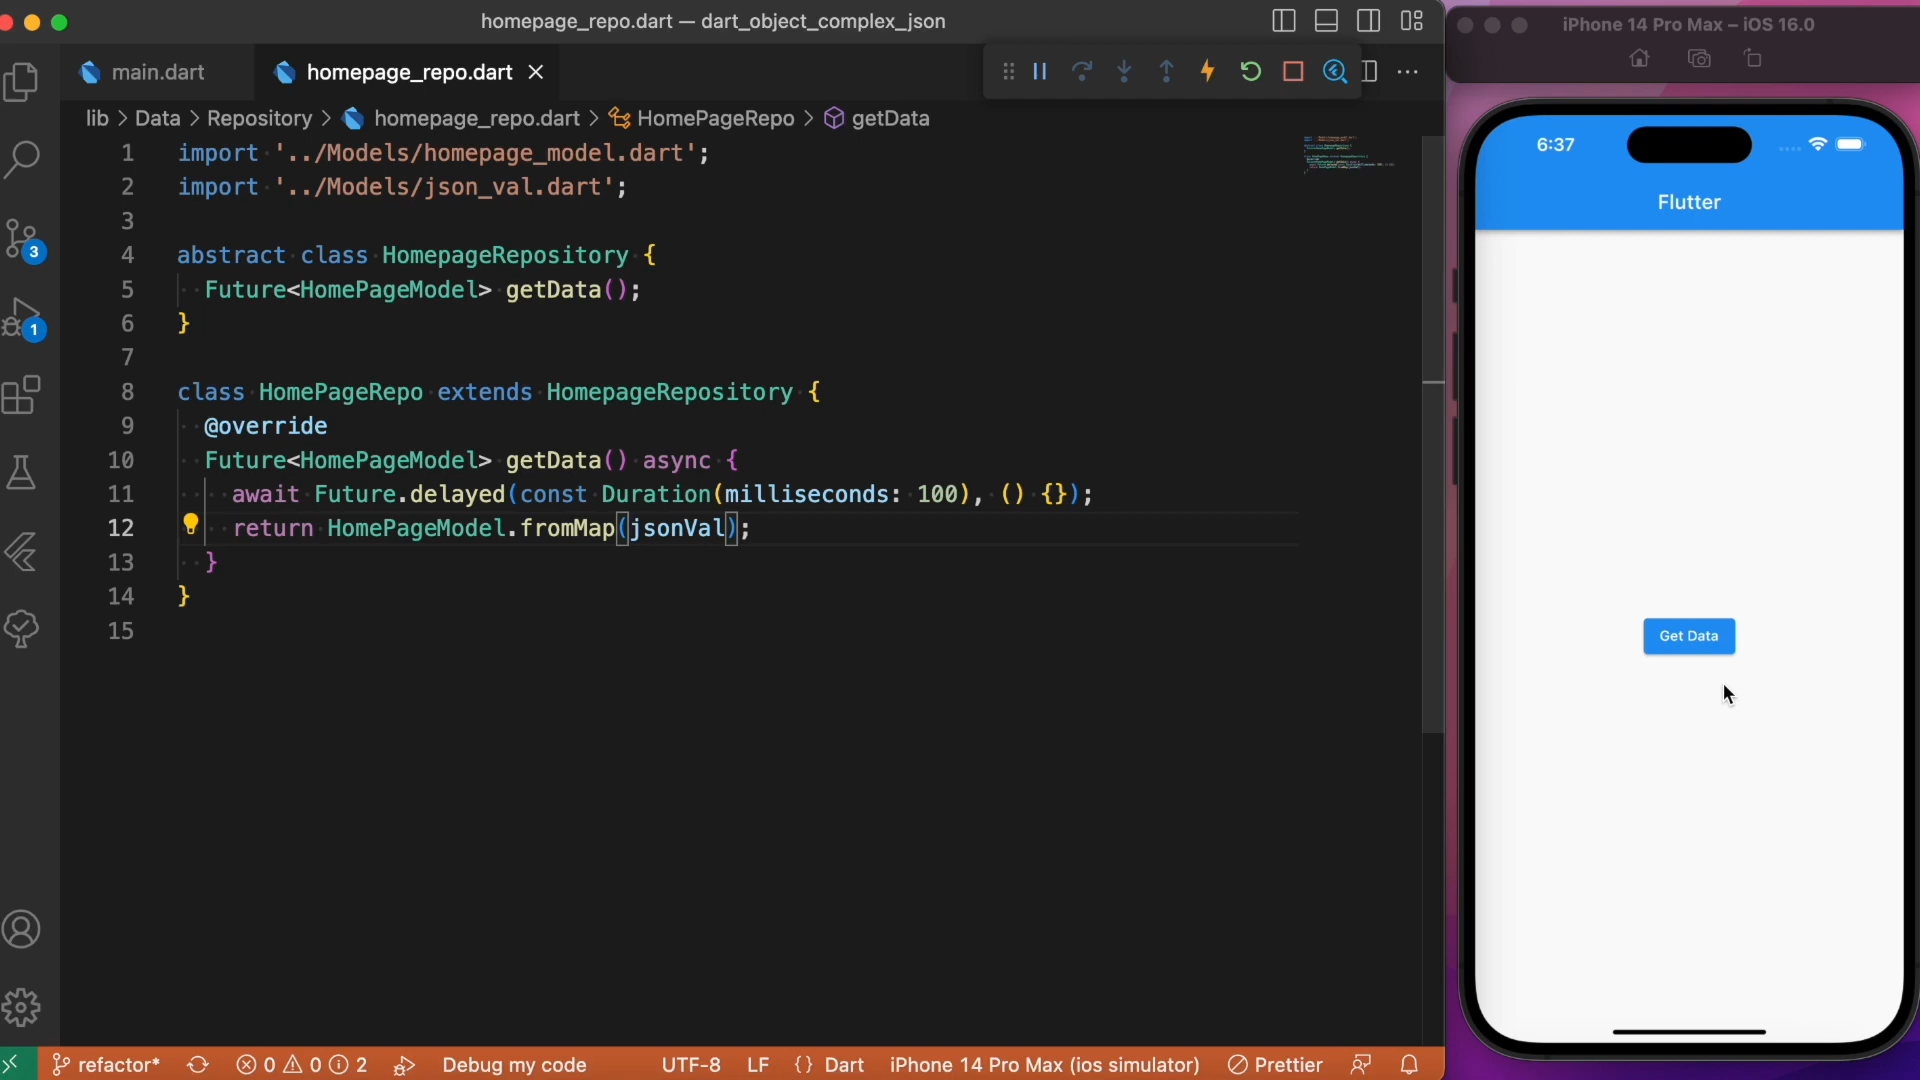 homepage_repo.dart — dart_object_complex_json
main.dart
homepage_repo.dart
lib > Data > Repository > homepage_repo.dart > HomePageRepo > getData
1 import '../Models/homepage_model.dart';
2 import '../Models/json_val.dart';
3
4 abstract class HomepageRepository {
5 Future<HomePageModel> getData();
6 }
7
8 class HomePageRepo extends HomepageRepository {
9 @override
10 Future<HomePageModel> getData() async {
11 await Future.delayed(const Duration(milliseconds: 100), () {});
12 return HomePageModel.fromMap(jsonVal);
13 }
14 }
15
3
1
refactor* 0 0 2 Debug my code UTF-8 LF {} Dart iPhone 14 Pro Max (ios simulator) Prettier
iPhone 14 Pro Max – iOS 16.0
6:37
Flutter
Get Data